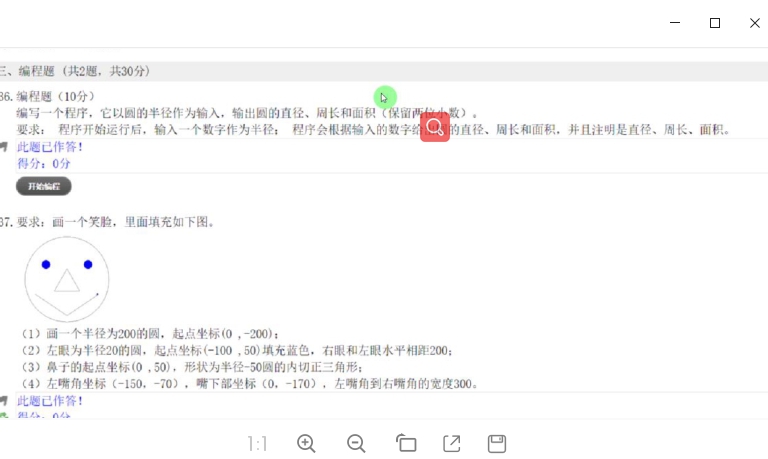 三、编程题（共2题，共30分）
36.编程题（10分）
编写一个程序，它以圆的半径作为输入，输出圆的直径、周长和面积（保留两位小数）。
要求： 程序开始运行后，输入一个数字作为半径； 程序会根据输入的数字给的直径、周长和面积，并且注明是直径、周长、面积。
此题已作答！
得分：0分
开始编程
37.要求：画一个笑脸，里面填充如下图。
（1）画一个半径为200的圆，起点坐标(0 ,-200)；
（2）左眼为半径20的圆，起点坐标(-100 ,50)填充蓝色，右眼和左眼水平相距200；
（3）鼻子的起点坐标(0 ,50)，形状为半径-50圆的内切正三角形；
（4）左嘴角坐标（-150，-70），嘴下部坐标（0，-170），左嘴角到右嘴角的宽度300。
此题已作答！
得分：0分
1:1